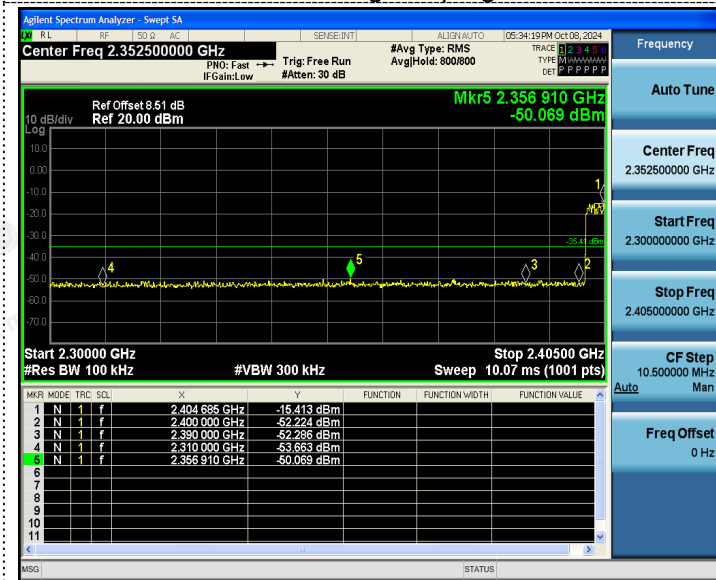 Agilent Spectrum Analyzer - Swept SA
RL RF 50 Ω AC SENSE:INT ALIGN AUTO 05:34:19 PM Oct 08, 2024
Center Freq 2.352500000 GHz #Avg Type: RMS TRACE 1 2 3 4 5 6
PNO: Fast Trig: Free Run Avg|Hold: 800/800 TYPE M
IFGain:Low #Atten: 30 dB DET P P P P P P
Ref Offset 8.51 dB Mkr5 2.356 910 GHz
10 dB/div Ref 20.00 dBm -50.069 dBm
Log
10.0
0.00
-10.0
-20.0
-30.0
-40.0
-50.0
-60.0
-70.0
1
-35.41 dBm
5
4
3
2
Start 2.30000 GHz Stop 2.40500 GHz
#Res BW 100 kHz #VBW 300 kHz Sweep 10.07 ms (1001 pts)
MKR MODE TRC SCL X Y FUNCTION FUNCTION WIDTH FUNCTION VALUE
1 N 1 f 2.404 685 GHz -15.413 dBm
2 N 1 f 2.400 000 GHz -52.224 dBm
3 N 1 f 2.390 000 GHz -52.286 dBm
4 N 1 f 2.310 000 GHz -53.663 dBm
5 N 1 f 2.356 910 GHz -50.069 dBm
6
7
8
9
10
11
MSG STATUS
Frequency
Auto Tune
Center Freq
2.352500000 GHz
Start Freq
2.300000000 GHz
Stop Freq
2.405000000 GHz
CF Step
10.500000 MHz
Auto Man
Freq Offset
0 Hz